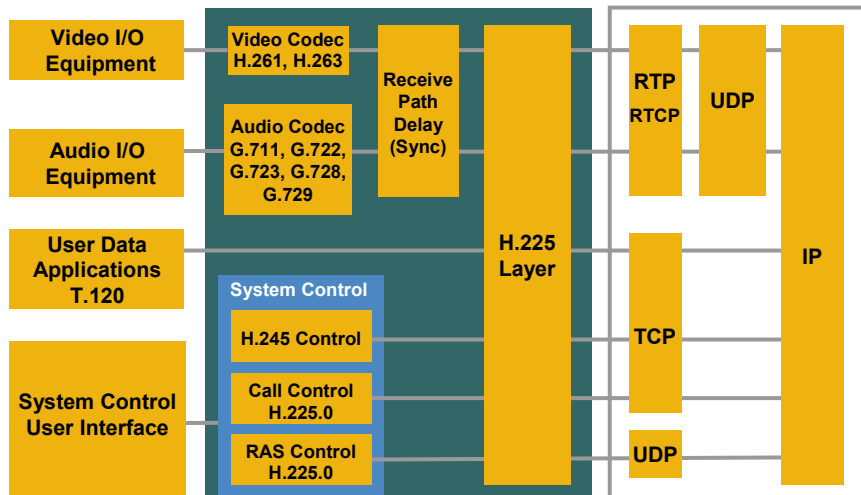 Video I/O
Equipment
Audio I/O
Equipment
User Data
Applications
T.120
System Control
User Interface
Video Codec
H.261, H.263
Audio Codec
G.711, G.722,
G.723, G.728,
G.729
Receive
Path
Delay
(Sync)
System Control
H.245 Control
Call Control
H.225.0
RAS Control
H.225.0
H.225
Layer
RTP
RTCP
UDP
TCP
UDP
IP